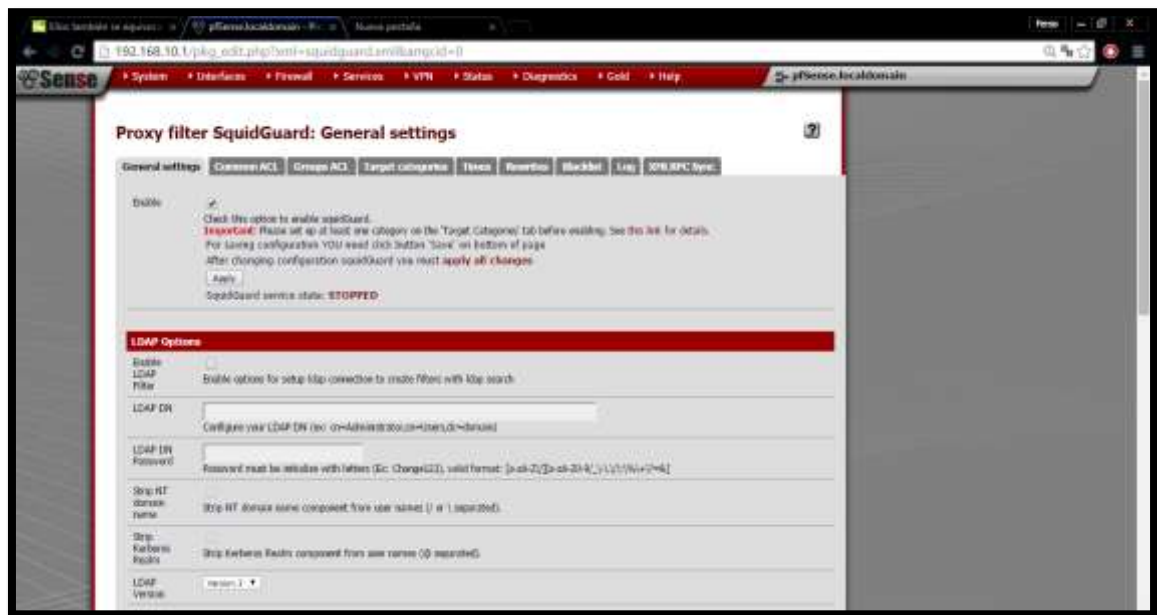 pfSense.localdomain - P
Nueva pestaña
192.168.10.1/pkg_edit.php?xml=squidguard.xml&amp;id=0
Sense
System Interfaces Firewall Services VPN Status Diagnostics Gold Help
pfSense.localdomain
Proxy filter SquidGuard: General settings
General settings Common ACL Groups ACL Target categories Times Rewrites Blacklist Log XMLRPC Sync
Enable
Check this option to enable squidGuard.
Important: Please set up at least one category on the 'Target Categories' tab before enabling. See this link for details.
For saving configuration YOU need click button 'Save' on bottom of page
After changing configuration squidGuard you must apply all changes
Apply
SquidGuard service state: STOPPED
LDAP Options
Enable LDAP Filter
Enable options for setup ldap connection to create filters with ldap search
LDAP DN
Configure your LDAP DN (ex: cn=Administrator,cn=Users,dc=domain)
LDAP DN Password
Password must be initialize with letters (Ex: Change123), valid format:
Strip NT domain name
Strip NT domain name component from user names (/ or \ separated).
Strip Kerberos Realm
Strip Kerberos Realm component from user names (@ separated).
LDAP Version